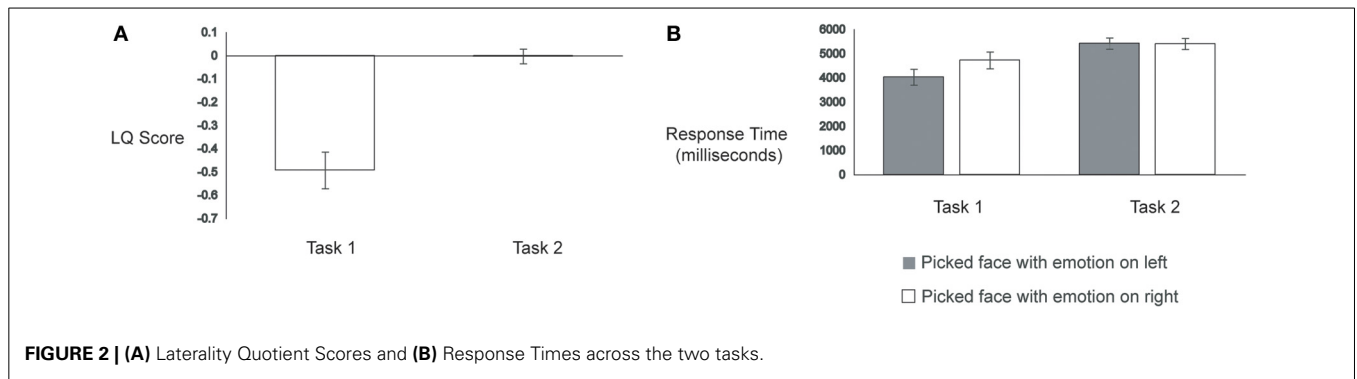 A
0.1
0
-0.1
-0.2
-0.3
-0.4
-0.5
-0.6
-0.7
LQ Score
Task 1
Task 2
B
6000
5000
4000
3000
2000
1000
0
Response Time
(milliseconds)
Task 1
Task 2
Picked face with emotion on left
Picked face with emotion on right
FIGURE 2 | (A) Laterality Quotient Scores and (B) Response Times across the two tasks.